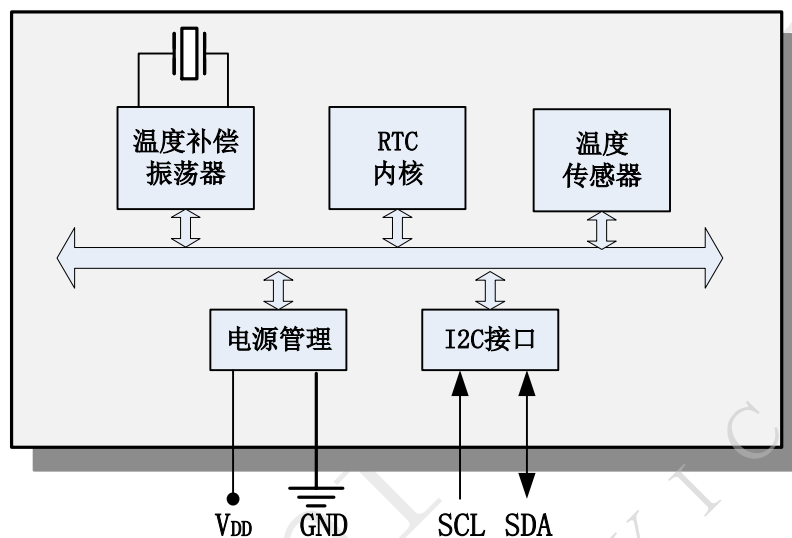 温度补偿
振荡器
RTC
内核
温度
传感器
电源管理
I2C接口
VDD
GND
SCL
SDA